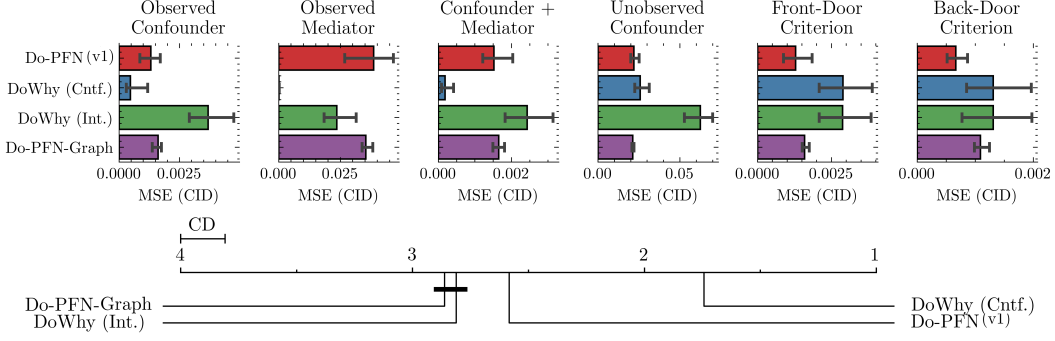 Observed Confounder
Observed Mediator
Confounder + Mediator
Unobserved Confounder
Front-Door Criterion
Back-Door Criterion
Do-PFN (v1)
DoWhy (Cntf.)
DoWhy (Int.)
Do-PFN-Graph
0.0000 0.0025
0.000 0.025
0.000 0.002
0.00 0.05
0.0000 0.0025
0.000 0.002
MSE (CID)
MSE (CID)
MSE (CID)
MSE (CID)
MSE (CID)
MSE (CID)
CD
4 3 2 1
Do-PFN-Graph
DoWhy (Int.)
DoWhy (Cntf.)
Do-PFN (v1)